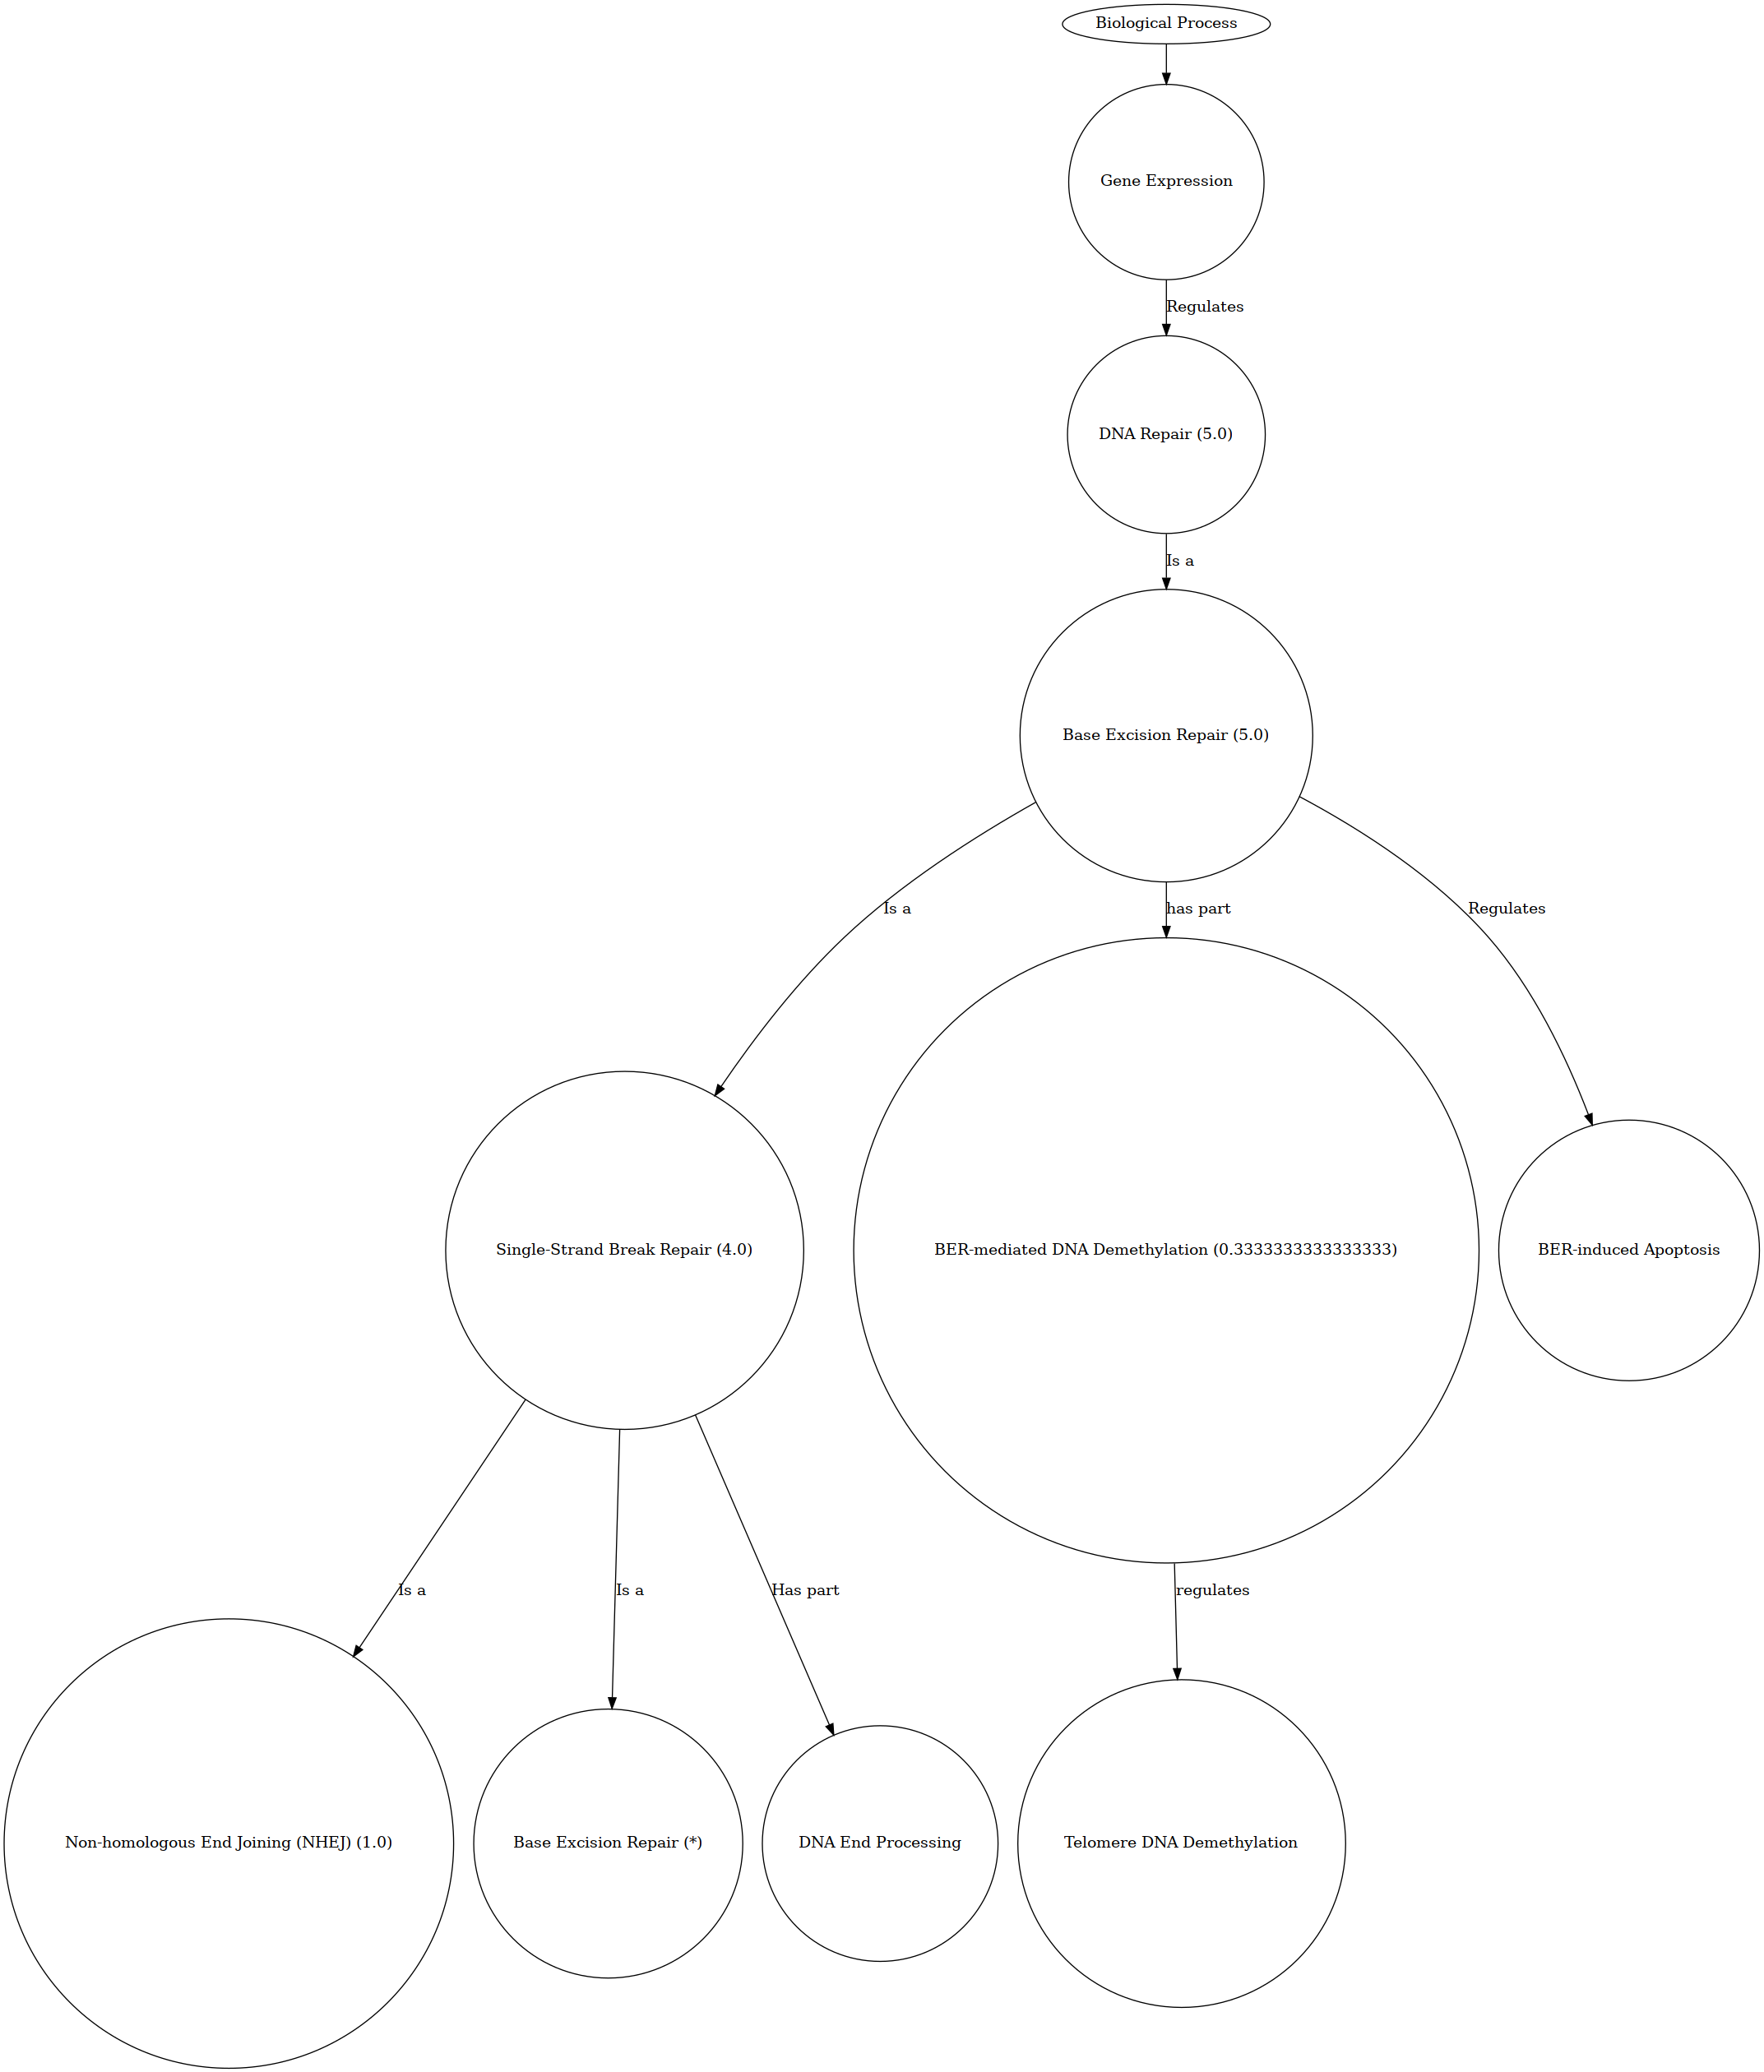 Biological Process
Gene Expression
Regulates
DNA Repair (5.0)
Is a
Base Excision Repair (5.0)
Is a
has part
Regulates
Single-Strand Break Repair (4.0)
BER-mediated DNA Demethylation (0.3333333333333333)
BER-induced Apoptosis
Is a
Is a
Has part
regulates
Non-homologous End Joining (NHEJ) (1.0)
Base Excision Repair (*)
DNA End Processing
Telomere DNA Demethylation